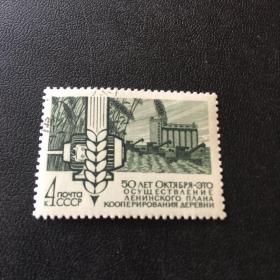 50 ЛЕТ ОКТЯБРЯ-ЭТО
ОСУЩЕСТВЛЕНИЕ
ЛЕНИНСКОГО ПЛАНА
КООПЕРИРОВАНИЯ ДЕРЕВНИ
4 К ПОЧТА
СССР